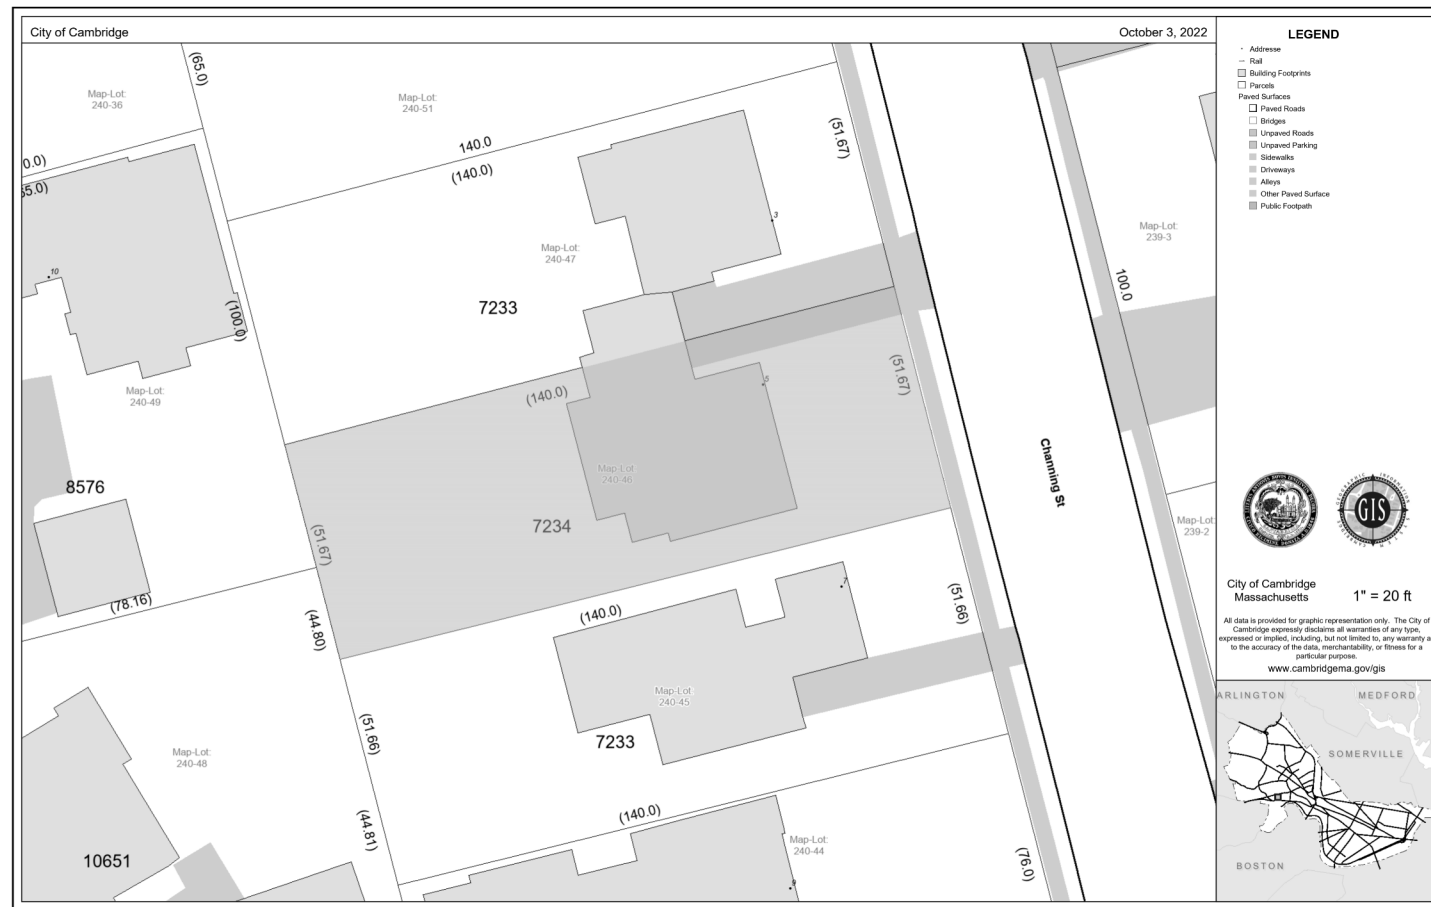 City of Cambridge
October 3, 2022
(65.0)
Map-Lot:
240-36
Map-Lot:
240-51
140.0
(140.0)
(51.67)
0.0)
55.0)
3
10
Map-Lot:
240-47
(100.0)
7233
Map-Lot:
239-3
100.0
Map-Lot:
240-49
(140.0)
5
(51.67)
8576
Map-Lot:
240-46
7234
(51.67)
Channing St
Map-Lot:
239-2
(78.16)
(44.80)
(140.0)
7
(51.66)
(51.66)
Map-Lot:
240-45
7233
Map-Lot:
240-48
(44.81)
(140.0)
Map-Lot:
240-44
(76.0)
10651
9
LEGEND
Addresse
Rail
Building Footprints
Parcels
Paved Surfaces
Paved Roads
Bridges
Unpaved Roads
Unpaved Parking
Sidewalks
Driveways
Alleys
Other Paved Surface
Public Footpath
GIS
City of Cambridge
Massachusetts
1" = 20 ft
All data is provided for graphic representation only. The City of
Cambridge expressly disclaims all warranties of any type,
expressed or implied, including, but not limited to, any warranty a
to the accuracy of the data, merchantability, or fitness for a
particular purpose.
www.cambridgema.gov/gis
ARLINGTON
MEDFORD
SOMERVILLE
BOSTON